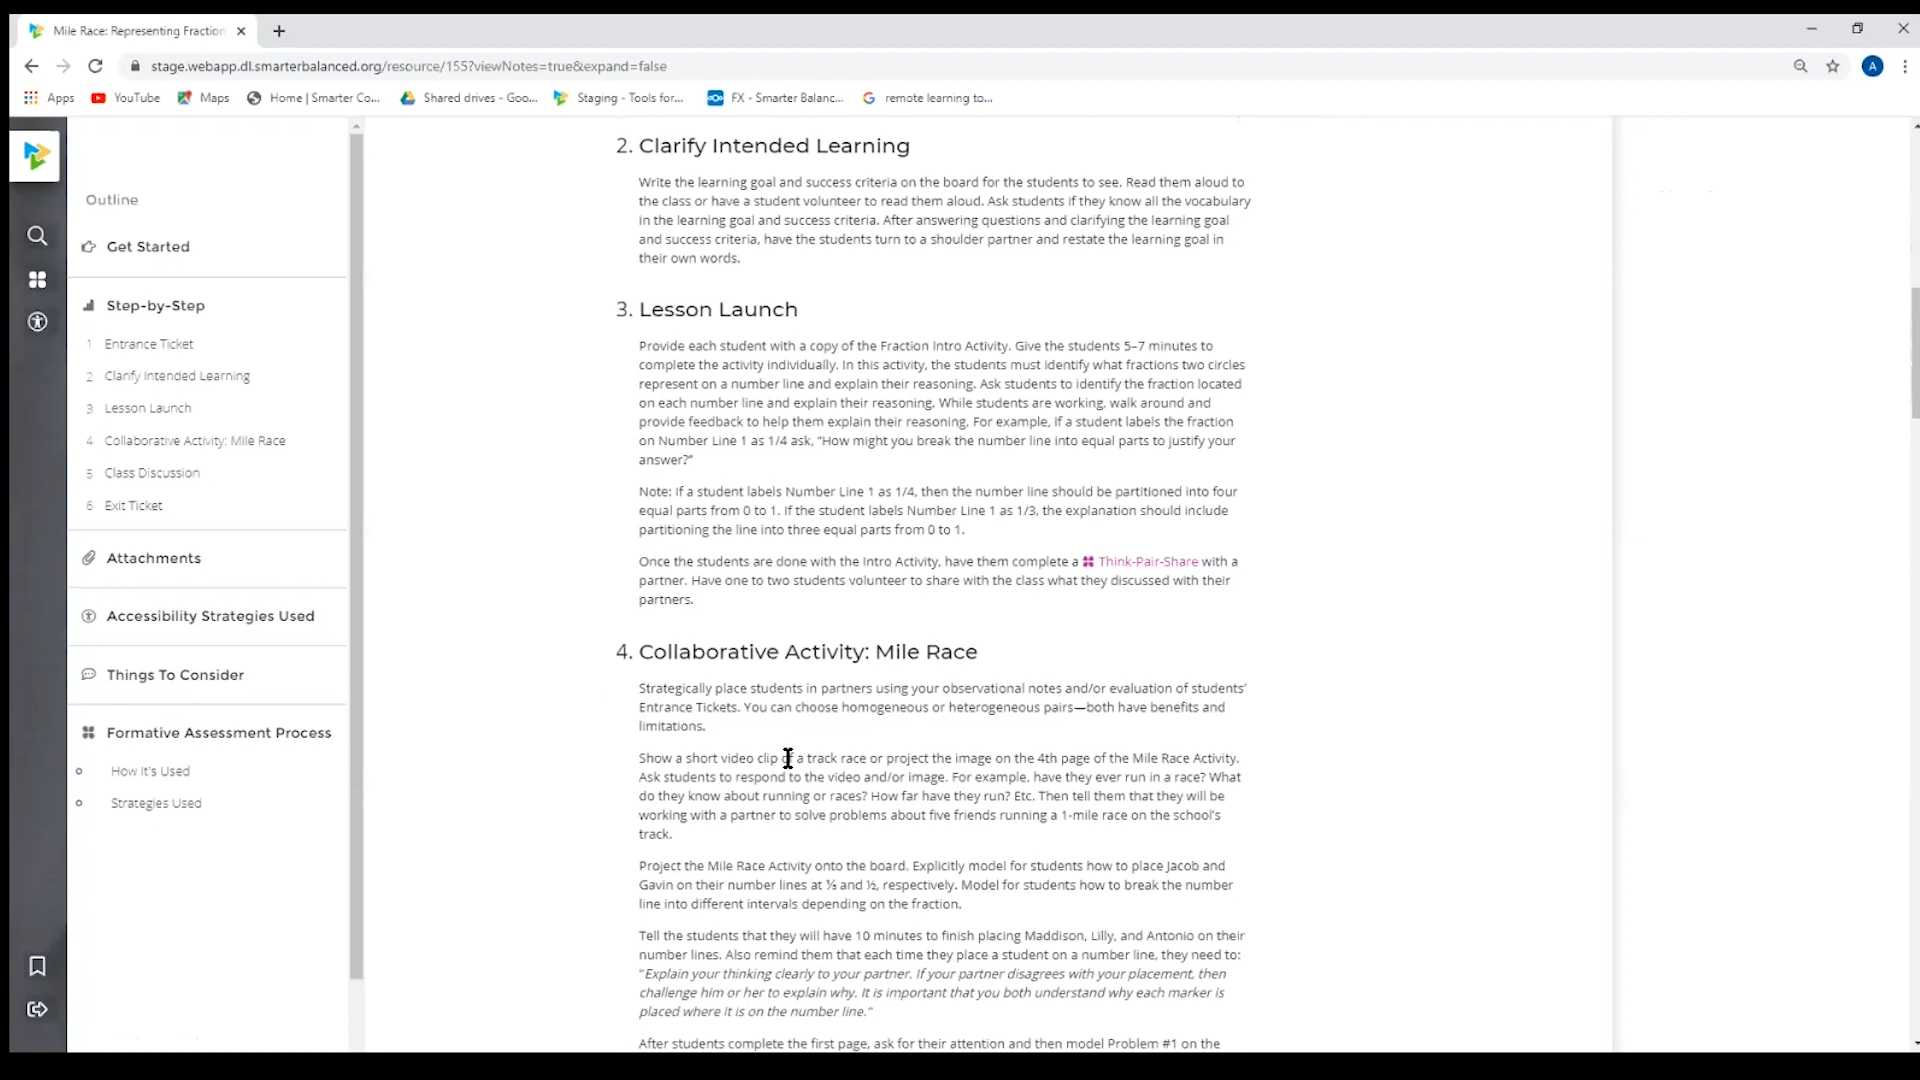 Mile Race: Representing Fraction
stage.webapp.dl.smarterbalanced.org/resource/155?viewNotes=true&expand=false
A
Apps
YouTube
Maps
Home | Smarter Co...
Shared drives - Goo...
Staging - Tools for...
FX - Smarter Balanc...
remote learning to...
Outline
Get Started
Step-by-Step
1 Entrance Ticket
2 Clarify Intended Learning
3 Lesson Launch
4 Collaborative Activity: Mile Race
5 Class Discussion
6 Exit Ticket
Attachments
Accessibility Strategies Used
Things To Consider
Formative Assessment Process
How It's Used
Strategies Used
2. Clarify Intended Learning
Write the learning goal and success criteria on the board for the students to see. Read them aloud to
the class or have a student volunteer to read them aloud. Ask students if they know all the vocabulary
in the learning goal and success criteria. After answering questions and clarifying the learning goal
and success criteria, have the students turn to a shoulder partner and restate the learning goal in
their own words.
3. Lesson Launch
Provide each student with a copy of the Fraction Intro Activity. Give the students 5–7 minutes to
complete the activity individually. In this activity, the students must identify what fractions two circles
represent on a number line and explain their reasoning. Ask students to identify the fraction located
on each number line and explain their reasoning. While students are working, walk around and
provide feedback to help them explain their reasoning. For example, if a student labels the fraction
on Number Line 1 as 1/4 ask, "How might you break the number line into equal parts to justify your
answer?"
Note: If a student labels Number Line 1 as 1/4, then the number line should be partitioned into four
equal parts from 0 to 1. If the student labels Number Line 1 as 1/3, the explanation should include
partitioning the line into three equal parts from 0 to 1.
Once the students are done with the Intro Activity, have them complete a Think-Pair-Share with a
partner. Have one to two students volunteer to share with the class what they discussed with their
partners.
4. Collaborative Activity: Mile Race
Strategically place students in partners using your observational notes and/or evaluation of students'
Entrance Tickets. You can choose homogeneous or heterogeneous pairs—both have benefits and
limitations.
Show a short video clip of a track race or project the image on the 4th page of the Mile Race Activity.
Ask students to respond to the video and/or image. For example, have they ever run in a race? What
do they know about running or races? How far have they run? Etc. Then tell them that they will be
working with a partner to solve problems about five friends running a 1-mile race on the school's
track.
Project the Mile Race Activity onto the board. Explicitly model for students how to place Jacob and
Gavin on their number lines at and ½, respectively. Model for students how to break the number
line into different intervals depending on the fraction.
Tell the students that they will have 10 minutes to finish placing Maddison, Lilly, and Antonio on their
number lines. Also remind them that each time they place a student on a number line, they need to:
"Explain your thinking clearly to your partner. If your partner disagrees with your placement, then
challenge him or her to explain why. It is important that you both understand why each marker is
placed where it is on the number line."
After students complete the first page, ask for their attention and then model Problem #1 on the